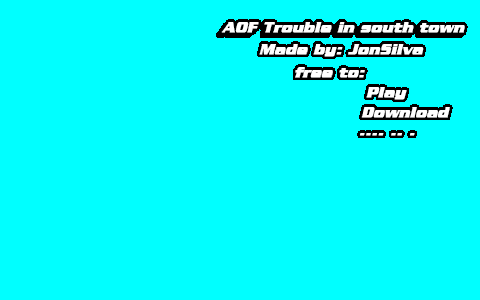 AOF Trouble in south town
Made by: JonSilva
free to:
Play
Download
.... .. .